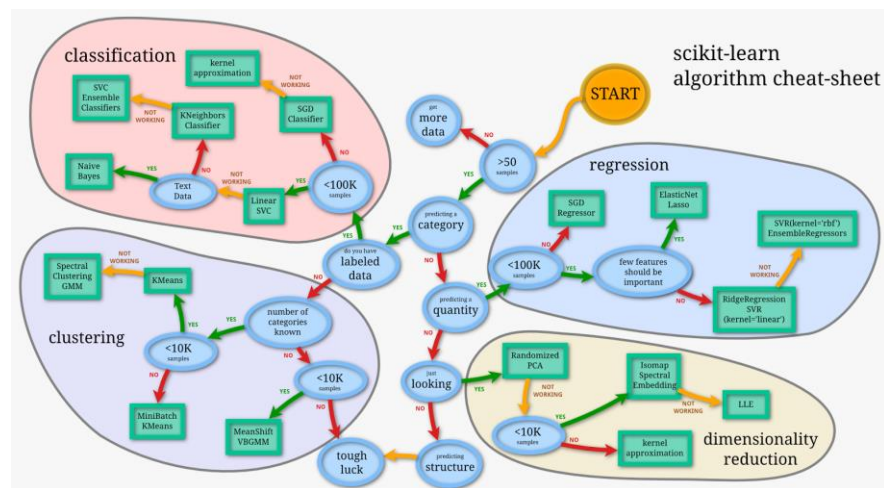 scikit-learn
algorithm cheat-sheet
START
get
more
data
NO
>50
samples
YES
predicting a
category
YES
NO
do you have
labeled
data
YES
NO
predicting a
quantity
YES
NO
just
looking
YES
NO
predicting
structure
tough
luck
classification
kernel
approximation
NOT
WORKING
SVC
Ensemble
Classifiers
NOT
WORKING
KNeighbors
Classifier
SGD
Classifier
NO
Naive
Bayes
YES
NO
Text
Data
NOT
WORKING
Linear
SVC
YES
<100K
samples
regression
SGD
Regressor
NO
<100K
samples
YES
ElasticNet
Lasso
YES
few features
should be
important
NO
SVR(kernel='rbf')
EnsembleRegressors
NOT
WORKING
RidgeRegression
SVR
(kernel='linear')
clustering
Spectral
Clustering
GMM
NOT
WORKING
KMeans
YES
number of
categories
known
YES
NO
<10K
samples
NO
<10K
samples
YES
NO
MiniBatch
KMeans
MeanShift
VBGMM
Randomized
PCA
NOT
WORKING
Isomap
Spectral
Embedding
YES
NOT
WORKING
LLE
<10K
samples
NO
kernel
approximation
dimensionality
reduction